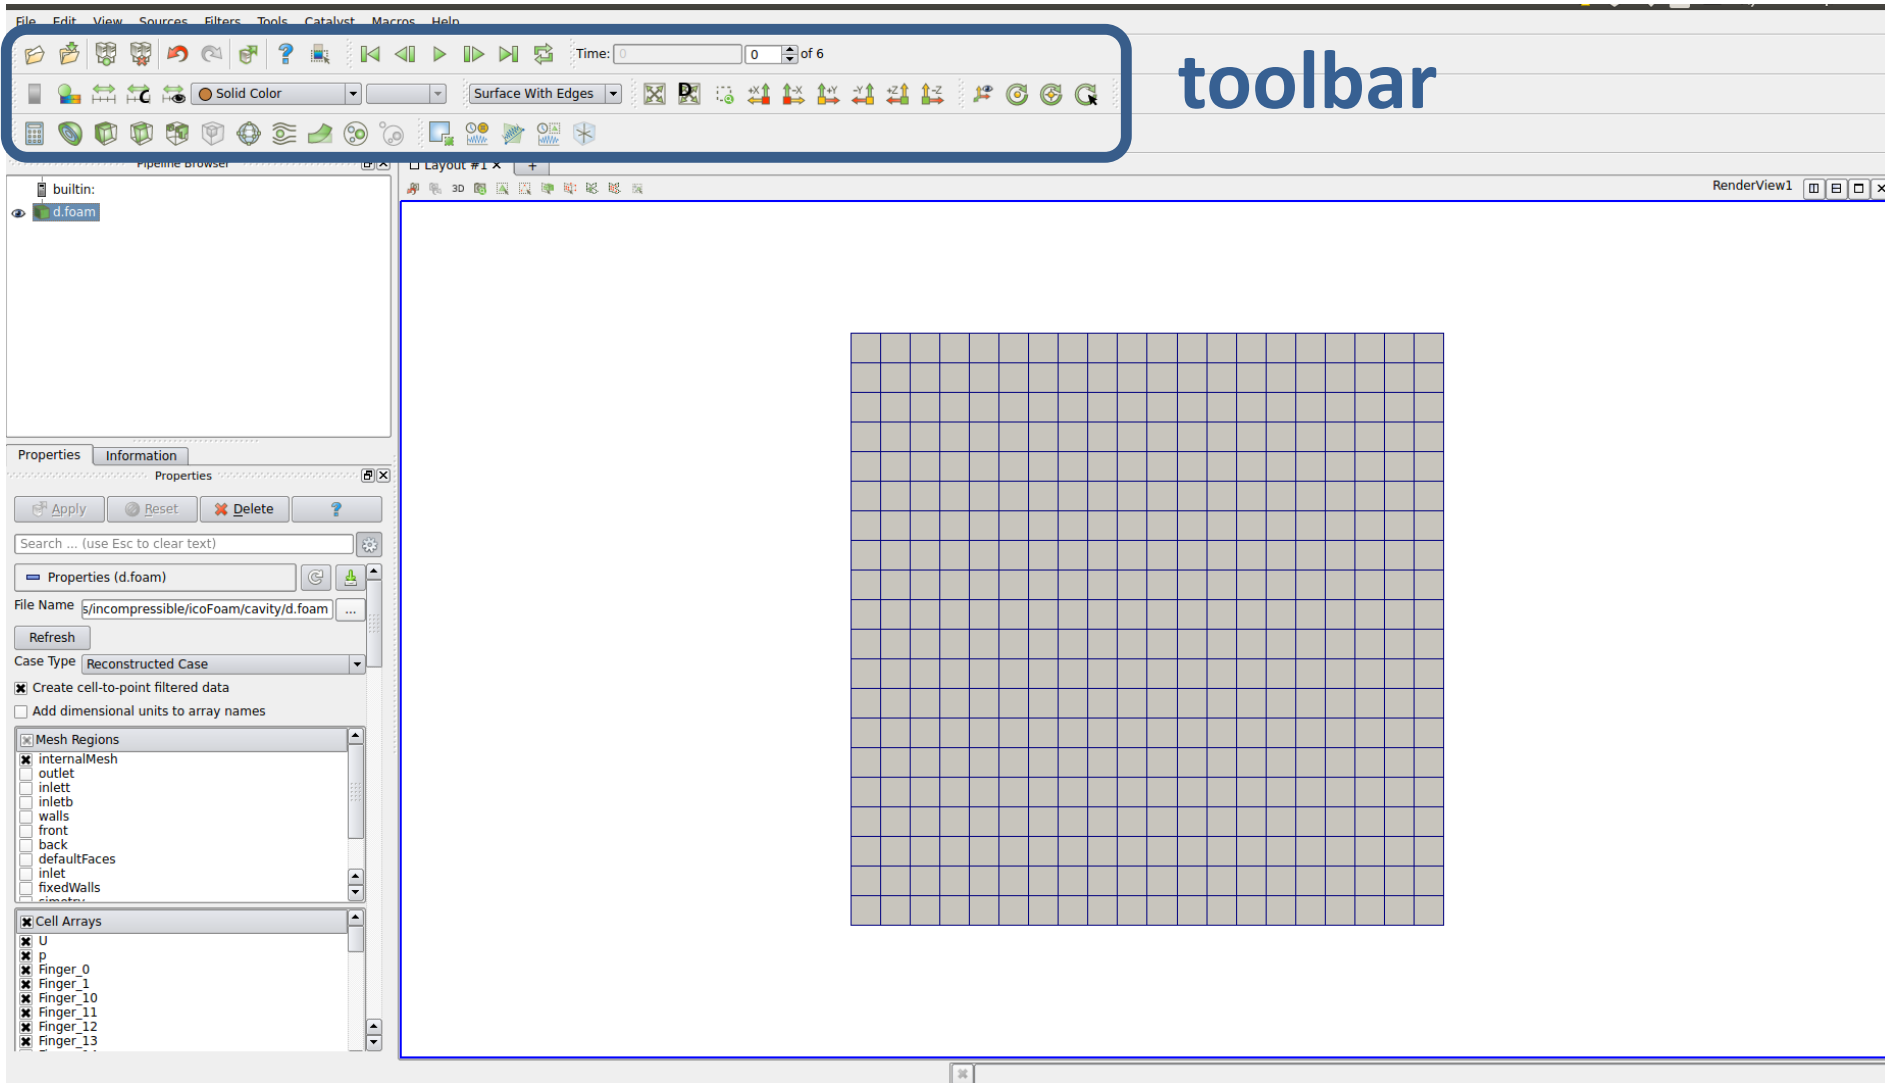 File Edit View Sources Filters Tools Catalyst Macros Help
Time: 0 0 of 6
toolbar
Solid Color Surface With Edges
+X -X +Y -Y +Z -Z
Pipeline Browser
Layout #1 × +
builtin:
3D
RenderView1
d.foam
Properties Information
Properties
Apply Reset Delete ?
Search ... (use Esc to clear text)
Properties (d.foam)
File Name s/incompressible/icoFoam/cavity/d.foam ...
Refresh
Case Type Reconstructed Case
Create cell-to-point filtered data
Add dimensional units to array names
Mesh Regions
internalMesh
outlet
inlett
inletb
walls
front
back
defaultFaces
inlet
fixedWalls
simetry
Cell Arrays
U
p
Finger_0
Finger_1
Finger_10
Finger_11
Finger_12
Finger_13